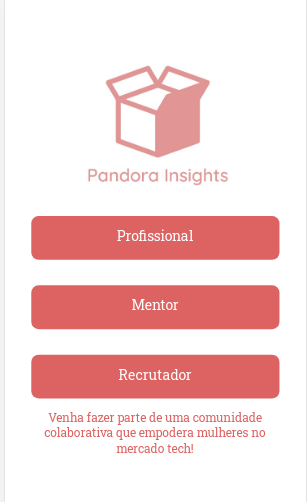 Pandora Insights
Profissional
Mentor
Recrutador
Venha fazer parte de uma comunidade
colaborativa que empodera mulheres no
mercado tech!